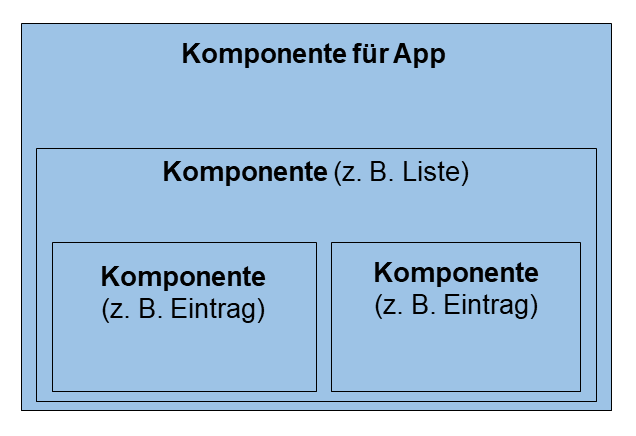 Komponente für App
Komponente (z. B. Liste)
Komponente
(z. B. Eintrag)
Komponente
(z. B. Eintrag)